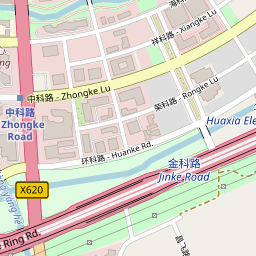 海科路
祥科路 - Xiangke Lu
中科路 - Zhongke Lu
荣科路 - Rongke Lu
中科路
Zhongke
Road
Huaxia Ele
环科路 - Huanke Rd.
金科路
Jinke Road
X620
Ring Rd.